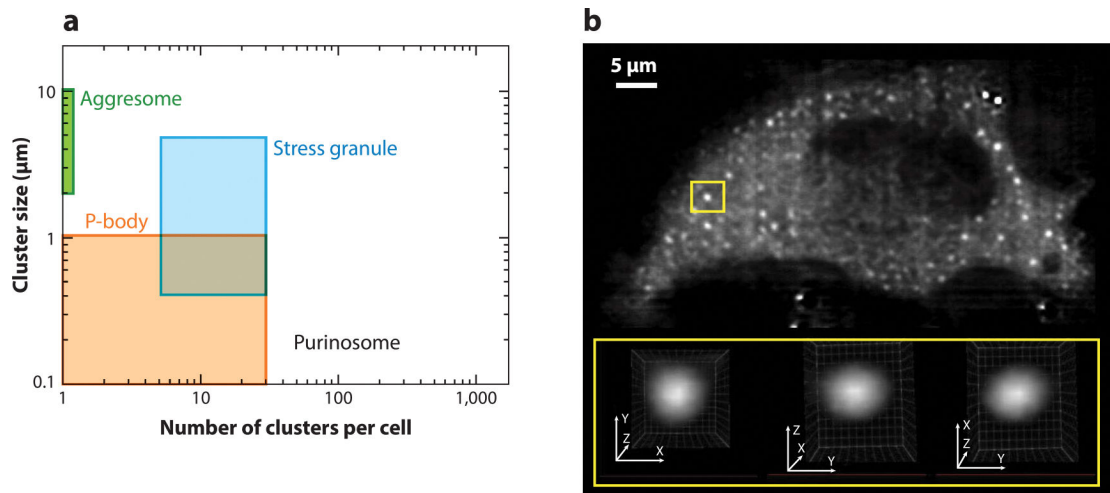 a
Cluster size (µm)
10
1
0.1
Aggresome
Stress granule
P-body
Purinosome
1
10
100
1,000
Number of clusters per cell
b
5 µm
Y
Z
X
Z
X
Y
X
Z
Y